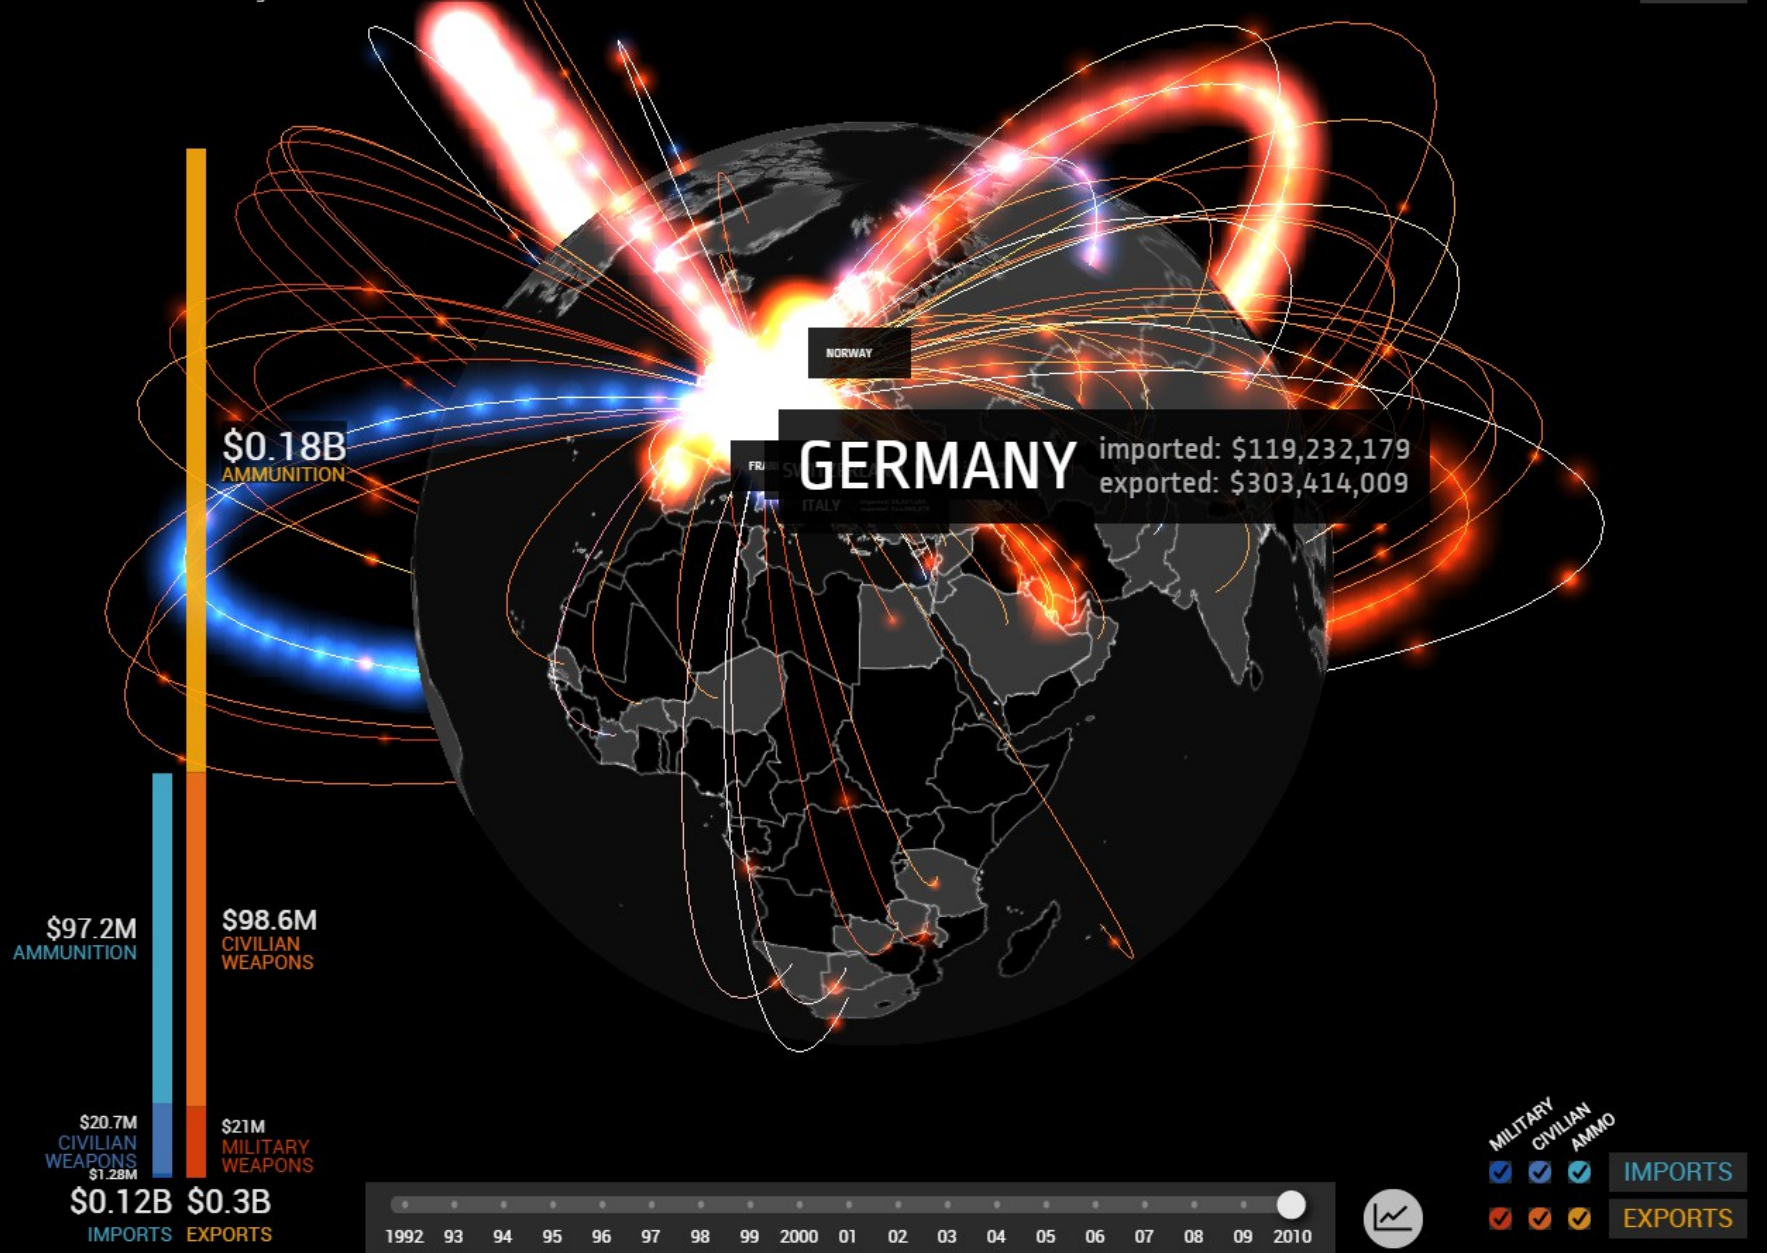 NORWAY
$0.18B
AMMUNITION
GERMANY
imported: $119,232,179
exported: $303,414,009
ITALY
$97.2M
AMMUNITION
$98.6M
CIVILIAN
WEAPONS
$20.7M
CIVILIAN
WEAPONS
$1.28M
$21M
MILITARY
WEAPONS
$0.12B
IMPORTS
$0.3B
EXPORTS
1992 93 94 95 96 97 98 99 2000 01 02 03 04 05 06 07 08 09 2010
MILITARY
CIVILIAN
AMMO
IMPORTS
EXPORTS